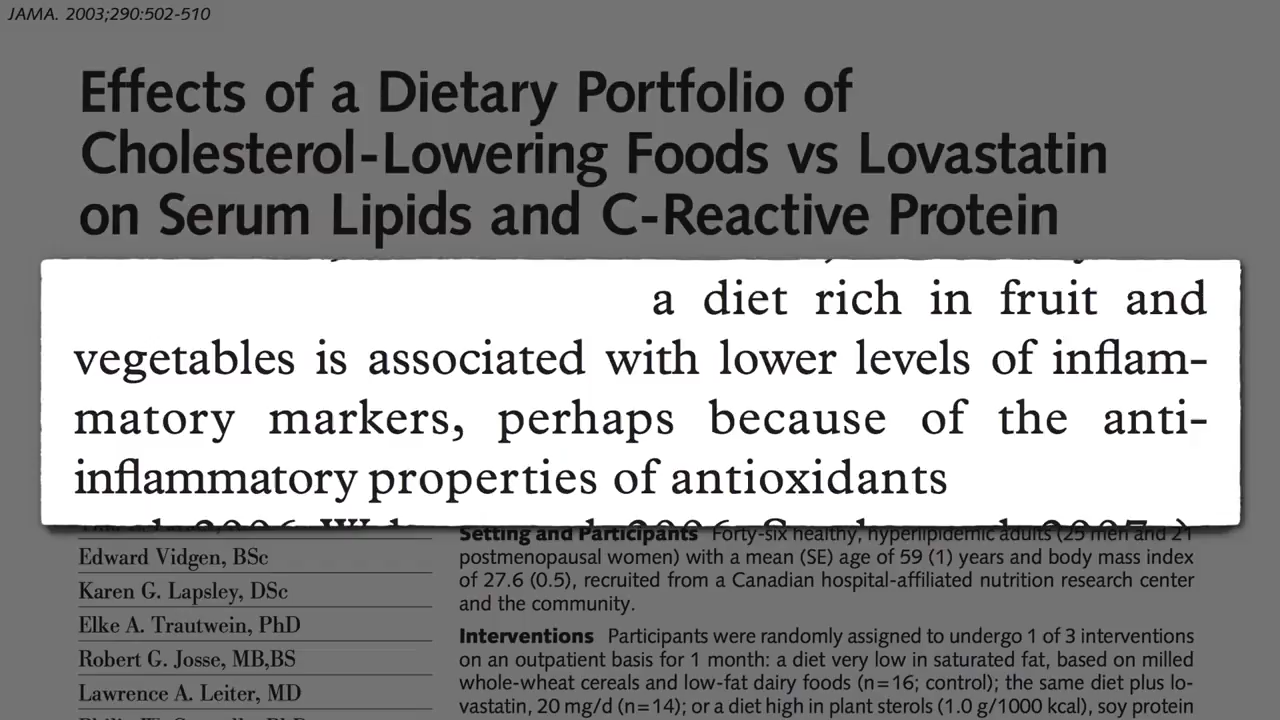 JAMA. 2003;290:502-510
Effects of a Dietary Portfolio of
Cholesterol-Lowering Foods vs Lovastatin
on Serum Lipids and C-Reactive Protein
a diet rich in fruit and
vegetables is associated with lower levels of inflam-
matory markers, perhaps because of the anti-
inflammatory properties of antioxidants
Edward Vidgen, BSc
Karen G. Lapsley, DSc
Elke A. Trautwein, PhD
Robert G. Josse, MB,BS
Lawrence A. Leiter, MD
Setting and Participants Forty-six healthy, hyperlipidemic adults (25 men and 21
postmenopausal women) with a mean (SE) age of 59 (1) years and body mass index
of 27.6 (0.5), recruited from a Canadian hospital-affiliated nutrition research center
and the community.
Interventions Participants were randomly assigned to undergo 1 of 3 interventions
on an outpatient basis for 1 month: a diet very low in saturated fat, based on milled
whole-wheat cereals and low-fat dairy foods (n=16; control); the same diet plus lo-
vastatin, 20 mg/d (n=14); or a diet high in plant sterols (1.0 g/1000 kcal), soy protein